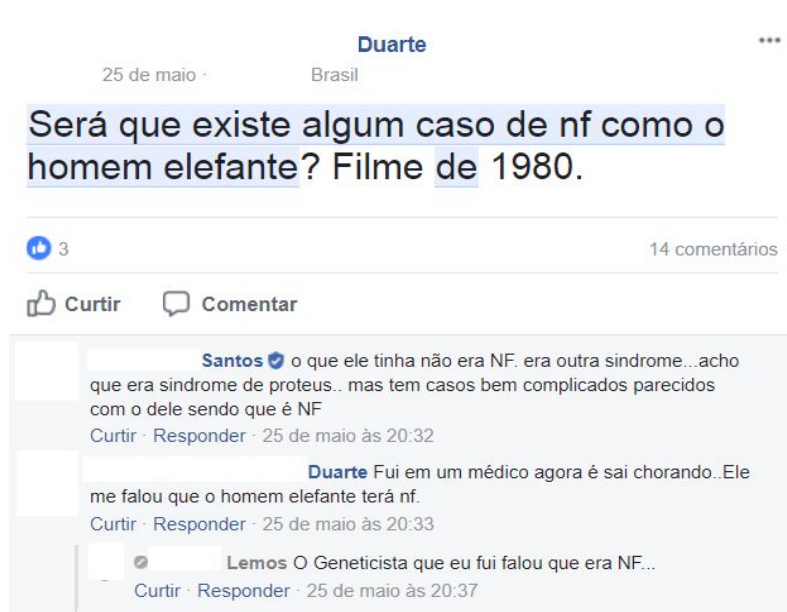 Duarte
25 de maio · Brasil
Será que existe algum caso de nf como o
homem elefante? Filme de 1980.
3 14 comentários
Curtir Comentar
Santos o que ele tinha não era NF. era outra sindrome...acho
que era sindrome de proteus.. mas tem casos bem complicados parecidos
com o dele sendo que é NF
Curtir · Responder · 25 de maio às 20:32
Duarte Fui em um médico agora é sai chorando..Ele
me falou que o homem elefante terá nf.
Curtir · Responder · 25 de maio às 20:33
Lemos O Geneticista que eu fui falou que era NF...
Curtir · Responder · 25 de maio às 20:37